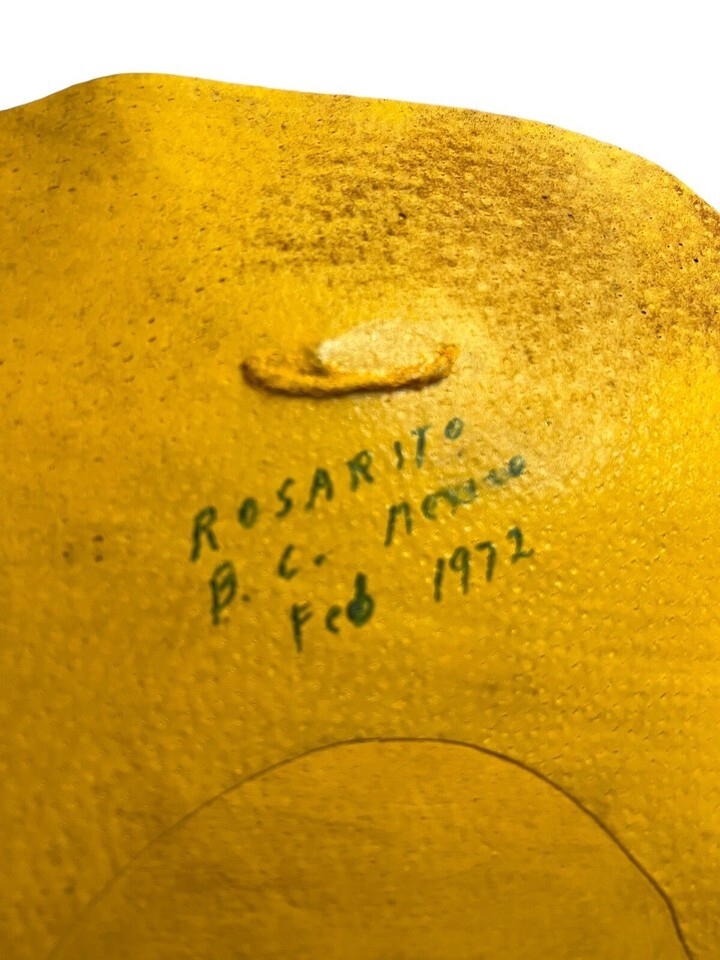 ROSARITO
B. C. Mexico
Feb 1972